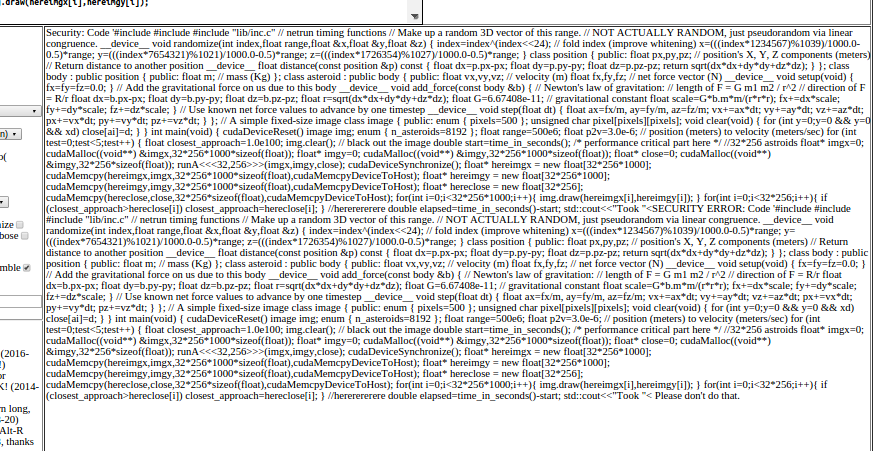 .draw(hereimgx[i],hereimgy[i]);
Security: Code '#include #include #include "lib/inc.c" // netrun timing functions // Make up a random 3D vector of this range. // NOT ACTUALLY RANDOM, just pseudorandom via linear
congruence. __device__ void randomize(int index,float range,float &x,float &y,float &z) { index=index^(index<<24); // fold index (improve whitening) x=(((index*1234567)%1039)/1000.0-
0.5)*range; y=(((index*7654321)%1021)/1000.0-0.5)*range; z=(((index*1726354)%1027)/1000.0-0.5)*range; } class position { public: float px,py,pz; // position's X, Y, Z components (meters)
// Return distance to another position __device__ float distance(const position &p) const { float dx=p.px-px; float dy=p.py-py; float dz=p.pz-pz; return sqrt(dx*dx+dy*dy+dz*dz); } }; class
body : public position { public: float m; // mass (Kg) }; class asteroid : public body { public: float vx,vy,vz; // velocity (m) float fx,fy,fz; // net force vector (N) __device__ void setup(void) {
fx=fy=fz=0.0; } // Add the gravitational force on us due to this body __device__ void add_force(const body &b) { // Newton's law of gravitation: // length of F = G m1 m2 / r^2 // direction of F
= R/r float dx=b.px-px; float dy=b.py-py; float dz=b.pz-pz; float r=sqrt(dx*dx+dy*dy+dz*dz); float G=6.67408e-11; // gravitational constant float scale=G*b.m*m/(r*r*r); fx+=dx*scale;
fy+=dy*scale; fz+=dz*scale; } // Use known net force values to advance by one timestep __device__ void step(float dt) { float ax=fx/m, ay=fy/m, az=fz/m; vx+=ax*dt; vy+=ay*dt; vz+=az*dt;
px+=vx*dt; py+=vy*dt; pz+=vz*dt; } }; // A simple fixed-size image class image { public: enum { pixels=500 }; unsigned char pixel[pixels][pixels]; void clear(void) { for (int y=0;y=0 && y=0
&& xd) close[ai]=d; } } int main(void) { cudaDeviceReset() image img; enum { n_asteroids=8192 }; float range=500e6; float p2v=3.0e-6; // position (meters) to velocity (meters/sec) for (int
test=0;test<5;test++) { float closest_approach=1.0e100; img.clear(); // black out the image double start=time_in_seconds(); /* performance critical part here */ //32*256 astroids float* imgx=0;
cudaMalloc((void**) &imgx,32*256*1000*sizeof(float)); float* imgy=0; cudaMalloc((void**) &imgy,32*256*1000*sizeof(float)); float* close=0; cudaMalloc((void**)
&imgy,32*256*sizeof(float)); runA<<<32,256>>>(imgx,imgy,close); cudaDeviceSynchronize(); float* hereimgx = new float[32*256*1000];
cudaMemcpy(hereimgx,imgx,32*256*1000*sizeof(float),cudaMemcpyDeviceToHost); float* hereimgy = new float[32*256*1000];
cudaMemcpy(hereimgy,imgy,32*256*1000*sizeof(float),cudaMemcpyDeviceToHost); float* hereclose = new float[32*256];
cudaMemcpy(hereclose,close,32*256*sizeof(float),cudaMemcpyDeviceToHost); for(int i=0;i<32*256*1000;i++){ img.draw(hereimgx[i],hereimgy[i]); } for(int i=0;i<32*256;i++){ if
(closest_approach>hereclose[i]) closest_approach=hereclose[i]; } //hererererere double elapsed=time_in_seconds()-start; std::cout<<"Took "<SECURITY ERROR: Code '#include #include
#include "lib/inc.c" // netrun timing functions // Make up a random 3D vector of this range. // NOT ACTUALLY RANDOM, just pseudorandom via linear congruence. __device__ void
randomize(int index,float range,float &x,float &y,float &z) { index=index^(index<<24); // fold index (improve whitening) x=(((index*1234567)%1039)/1000.0-0.5)*range; y=
(((index*7654321)%1021)/1000.0-0.5)*range; z=(((index*1726354)%1027)/1000.0-0.5)*range; } class position { public: float px,py,pz; // position's X, Y, Z components (meters) // Return
distance to another position __device__ float distance(const position &p) const { float dx=p.px-px; float dy=p.py-py; float dz=p.pz-pz; return sqrt(dx*dx+dy*dy+dz*dz); } }; class body : public
position { public: float m; // mass (Kg) }; class asteroid : public body { public: float vx,vy,vz; // velocity (m) float fx,fy,fz; // net force vector (N) __device__ void setup(void) { fx=fy=fz=0.0; }
// Add the gravitational force on us due to this body __device__ void add_force(const body &b) { // Newton's law of gravitation: // length of F = G m1 m2 / r^2 // direction of F = R/r float
dx=b.px-px; float dy=b.py-py; float dz=b.pz-pz; float r=sqrt(dx*dx+dy*dy+dz*dz); float G=6.67408e-11; // gravitational constant float scale=G*b.m*m/(r*r*r); fx+=dx*scale; fy+=dy*scale;
fz+=dz*scale; } // Use known net force values to advance by one timestep __device__ void step(float dt) { float ax=fx/m, ay=fy/m, az=fz/m; vx+=ax*dt; vy+=ay*dt; vz+=az*dt; px+=vx*dt;
py+=vy*dt; pz+=vz*dt; } }; // A simple fixed-size image class image { public: enum { pixels=500 }; unsigned char pixel[pixels][pixels]; void clear(void) { for (int y=0;y=0 && y=0 && xd)
close[ai]=d; } } int main(void) { cudaDeviceReset() image img; enum { n_asteroids=8192 }; float range=500e6; float p2v=3.0e-6; // position (meters) to velocity (meters/sec) for (int
test=0;test<5;test++) { float closest_approach=1.0e100; img.clear(); // black out the image double start=time_in_seconds(); /* performance critical part here */ //32*256 astroids float* imgx=0;
cudaMalloc((void**) &imgx,32*256*1000*sizeof(float)); float* imgy=0; cudaMalloc((void**) &imgy,32*256*1000*sizeof(float)); float* close=0; cudaMalloc((void**)
&imgy,32*256*sizeof(float)); runA<<<32,256>>>(imgx,imgy,close); cudaDeviceSynchronize(); float* hereimgx = new float[32*256*1000];
cudaMemcpy(hereimgx,imgx,32*256*1000*sizeof(float),cudaMemcpyDeviceToHost); float* hereimgy = new float[32*256*1000];
cudaMemcpy(hereimgy,imgy,32*256*1000*sizeof(float),cudaMemcpyDeviceToHost); float* hereclose = new float[32*256];
cudaMemcpy(hereclose,close,32*256*sizeof(float),cudaMemcpyDeviceToHost); for(int i=0;i<32*256*1000;i++){ img.draw(hereimgx[i],hereimgy[i]); } for(int i=0;i<32*256;i++){ if
(closest_approach>hereclose[i]) closest_approach=hereclose[i]; } //hererererere double elapsed=time_in_seconds()-start; std::cout<<"Took "< Please don't do that.
n)
o(
ize
bose
mble
(2016-
!)
or
K! (2014-
rn long,
-20)
Alt-R
, thanks